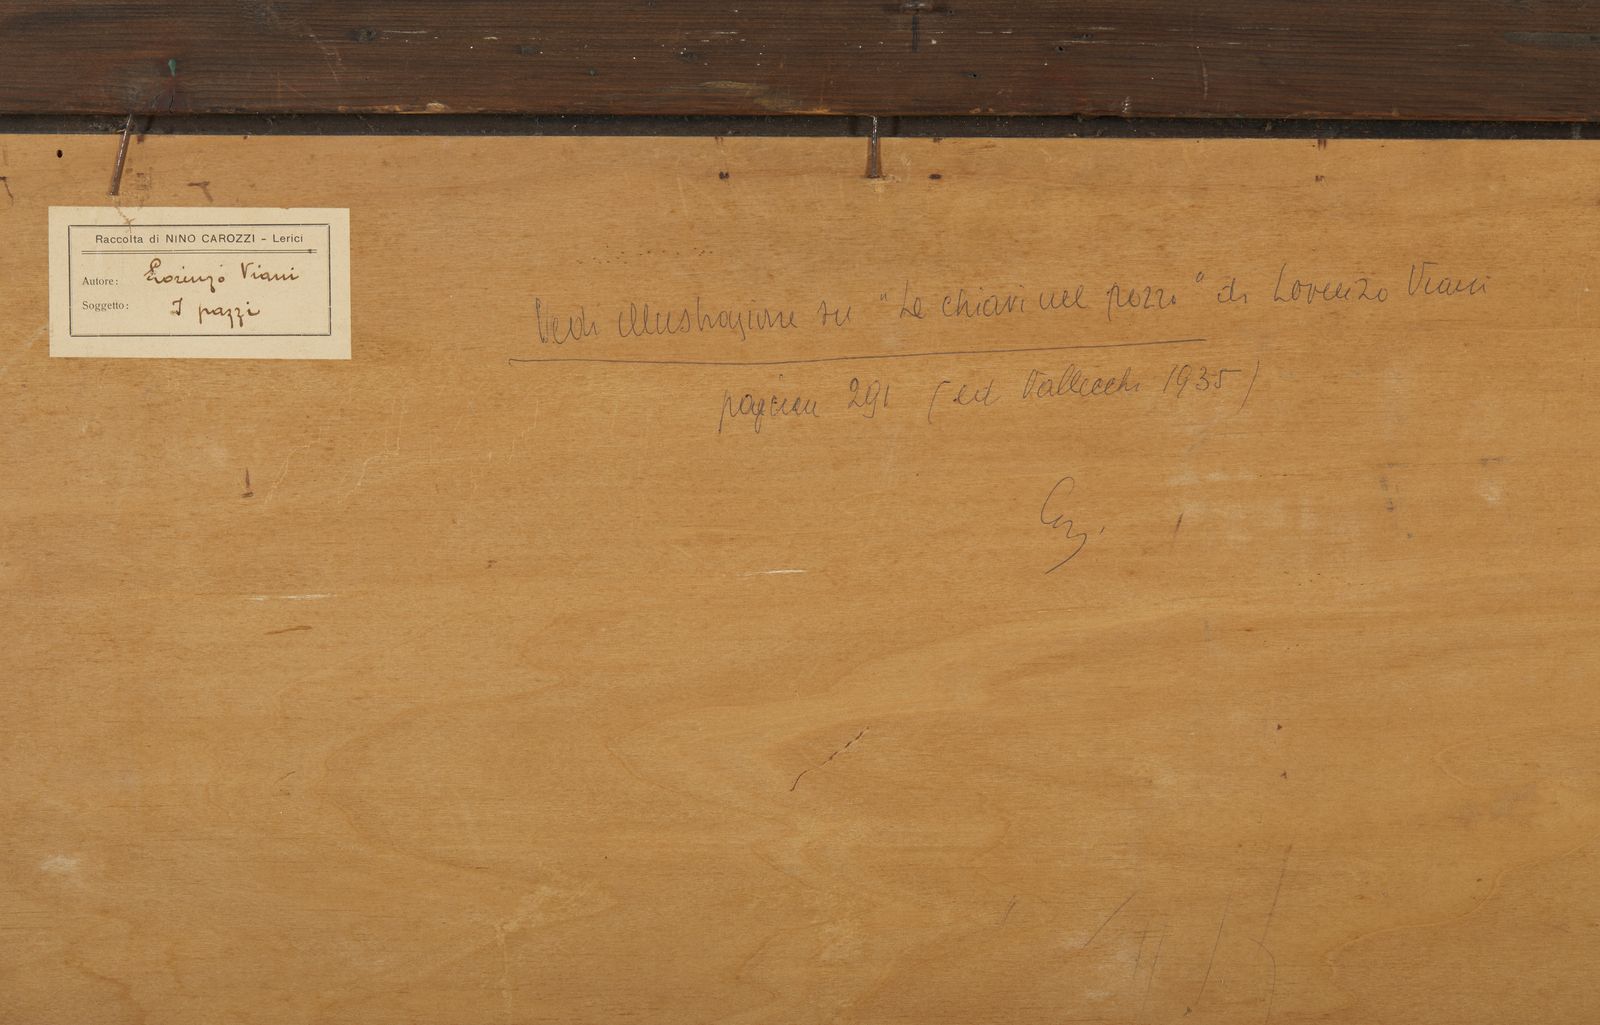 Raccolta di NINO CAROZZI - Lerici
Autore: Lorenzo Viani
Soggetto: I pazzi
Vedi illustrazione su "Le chiavi nel pozzo" di Lorenzo Viani
pagina 291 (ed Vallecchi 1935)